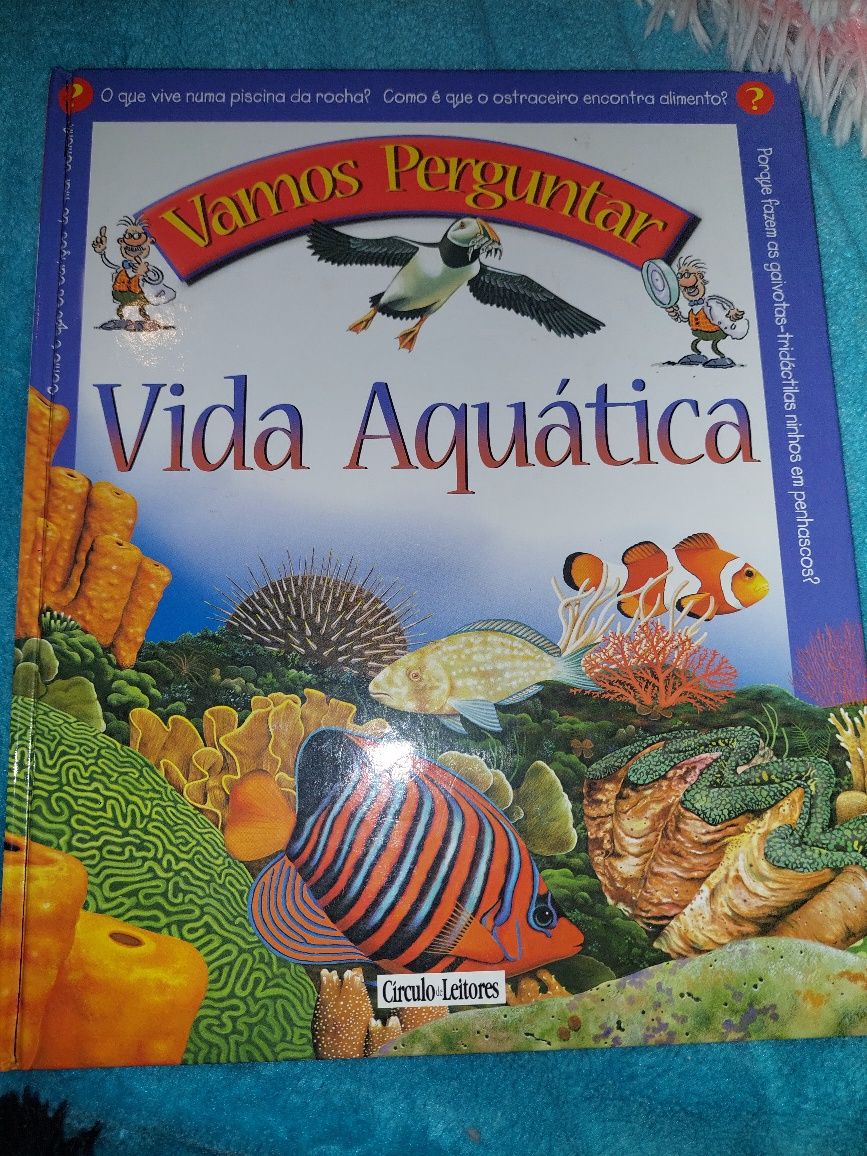 O que vive numa piscina da rocha? Como é que o ostraceiro encontra alimento?
Vamos Perguntar
Porque fazem as gaivotas-tridáctilas ninhos em penhascos?
Vida Aquática
Círculo de Leitores
?
?